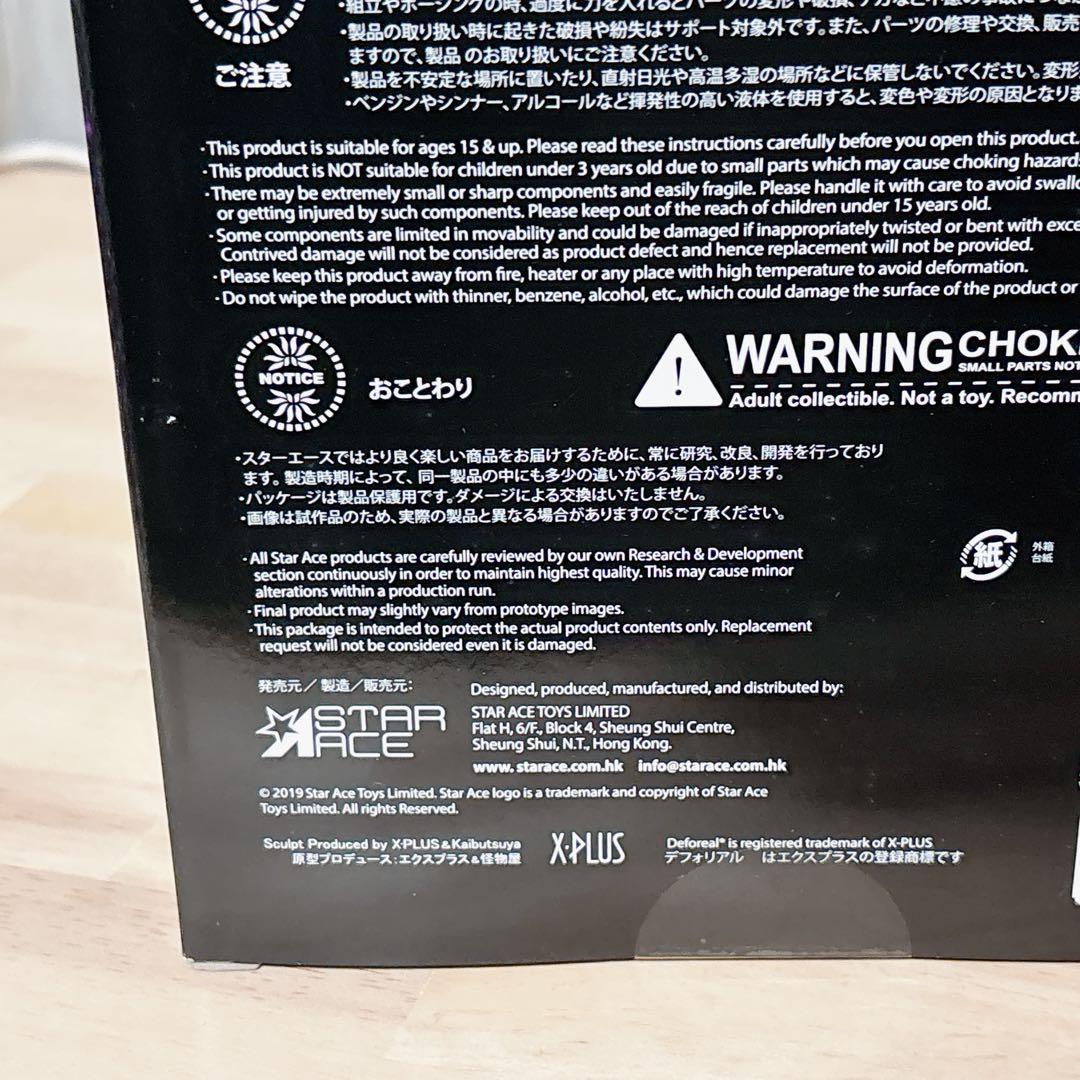 ・組立やポージングの時、過度に力を入れるとパーツの変形や破損、
・製品の取り扱い時に起きた破損や紛失はサポート対象外です。また、パーツの修理や交換、販売
ますので、製品 のお取り扱いにご注意ください。
ご注意
・製品を不安定な場所に置いたり、直射日光や高温多湿の場所などに保管しないでください。変形
・ベンジンやシンナー、アルコールなど揮発性の高い液体を使用すると、変色や変形の原因となりま
·This product is suitable for ages 15 & up. Please read these instructions carefully before you open this product.
·This product is NOT suitable for children under 3 years old due to small parts which may cause choking hazard
·There may be extremely small or sharp components and easily fragile. Please handle it with care to avoid
or getting injured by such components. Please keep out of the reach of children under 15 years old.
·Some components are limited in movability and could be damaged if inappropriately twisted or bent with
Contrived damage will not be considered as product defect and hence replacement will not be provided.
·Please keep this product away from fire, heater or any place with high temperature to avoid deformation.
·Do not wipe the product with thinner, benzene, alcohol, etc., which could damage the surface of the product or
NOTICE おことわり
! WARNING CHOKI
SMALL PARTS NOT
Adult collectible. Not a toy. Recomm
・スターエースではより良く楽しい商品をお届けするために、常に研究、改良、開発を行っており
ます。製造時期によって、同一製品の中にも多少の違いがある場合があります。
・パッケージは製品保護用です。ダメージによる交換はいたしません。
・画像は試作品のため、実際の製品と異なる場合がありますのでご了承ください。
紙 外箱
台紙
·All Star Ace products are carefully reviewed by our own Research & Development
section continuously in order to maintain highest quality. This may cause minor
alterations within a production run.
·Final product may slightly vary from prototype images.
·This package is intended to protect the actual product contents only. Replacement
request will not be considered even it is damaged.
発売元／製造／販売元:
STAR
ACE
Designed, produced, manufactured, and distributed by:
STAR ACE TOYS LIMITED
Flat H, 6/F., Block 4, Sheung Shui Centre,
Sheung Shui, N.T., Hong Kong.
www.starace.com.hk info@starace.com.hk
© 2019 Star Ace Toys Limited. Star Ace logo is a trademark and copyright of Star Ace
Toys Limited. All rights Reserved.
Sculpt Produced by X-PLUS & Kaibutsuya
原型プロデュース:エクスプラス＆怪物屋
X·PLUS
Deforeal® is registered trademark of X-PLUS
デフォリアル はエクスプラスの登録商標です